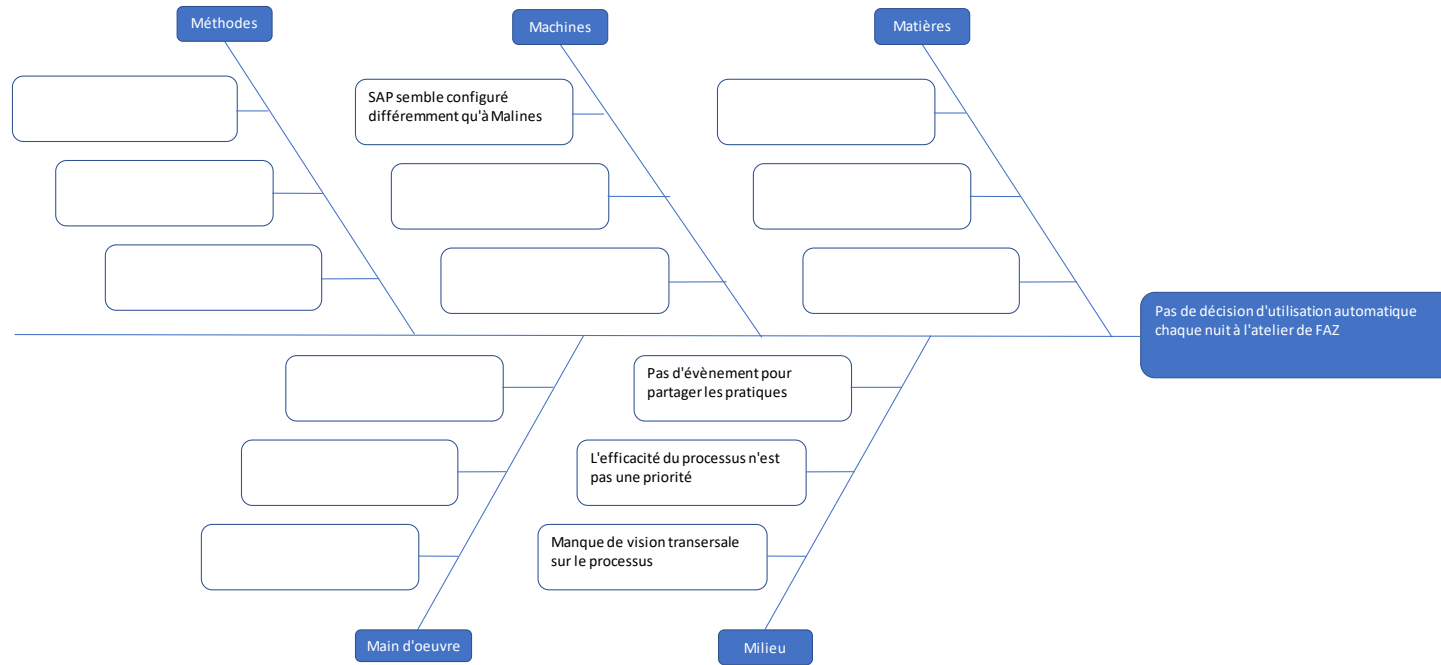 Méthodes
Machines
Matières
SAP semble configuré
différemment qu'à Malines
Pas de décision d'utilisation automatique
chaque nuit à l'atelier de FAZ
Pas d'évènement pour
partager les pratiques
L'efficacité du processus n'est
pas une priorité
Manque de vision transersale
sur le processus
Main d'oeuvre
Milieu